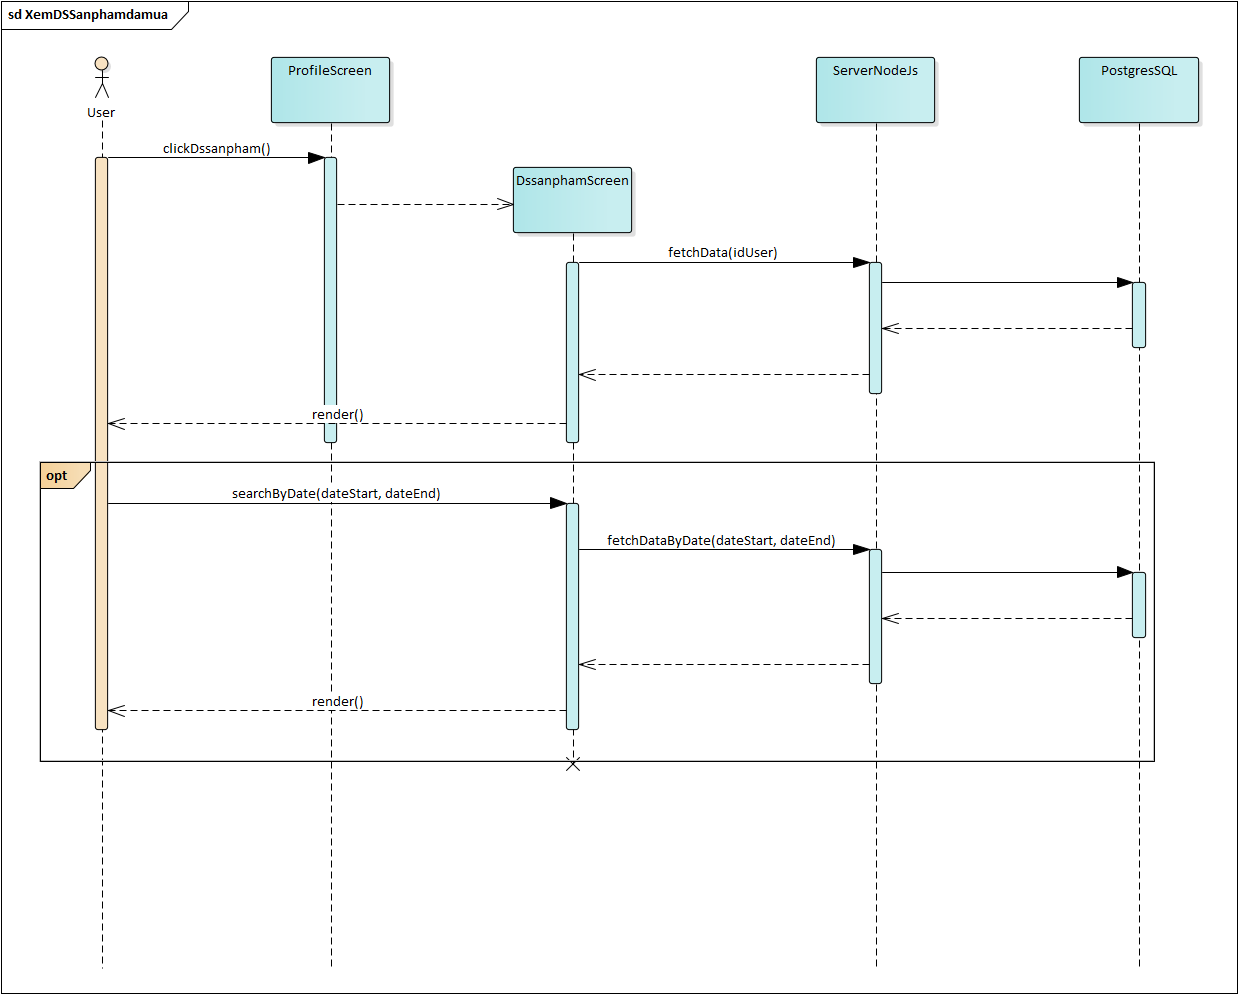 sd XemDSSanphamdamua
User
ProfileScreen
ServerNodeJs
PostgresSQL
clickDssanpham()
DssanphamScreen
fetchData(idUser)
render()
opt
searchByDate(dateStart, dateEnd)
fetchDataByDate(dateStart, dateEnd)
render()